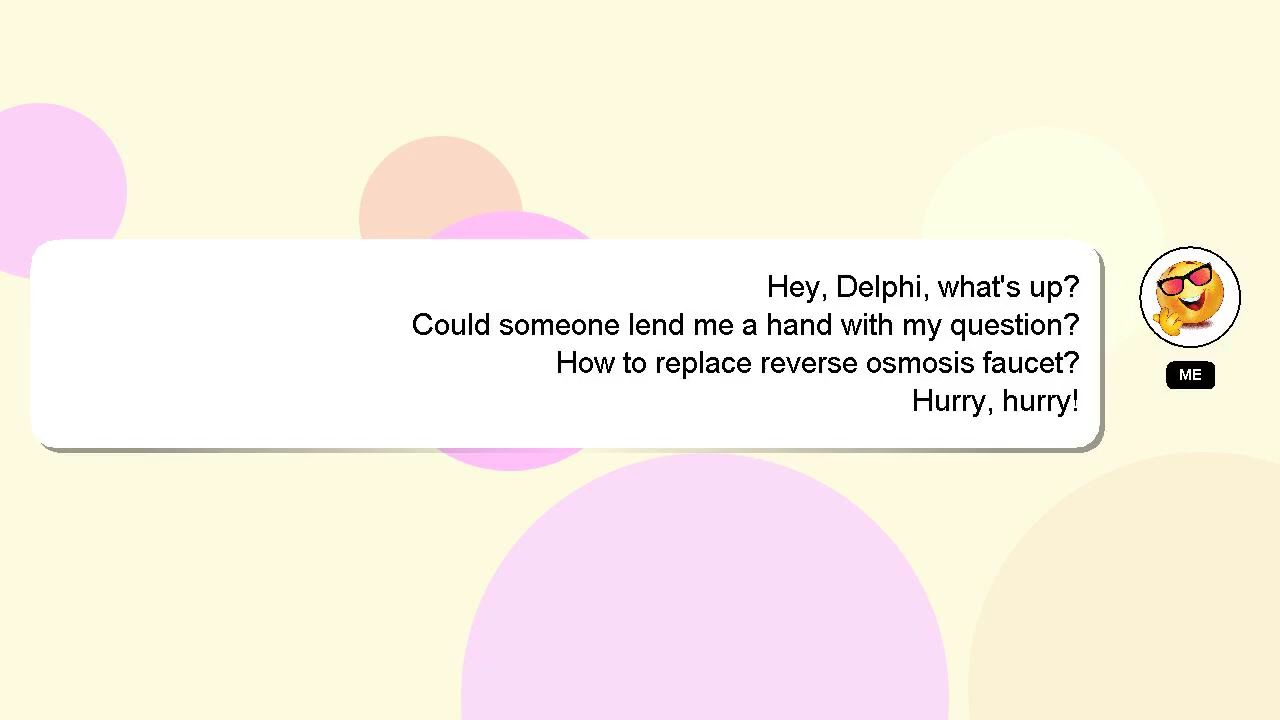 Hey, Delphi, what's up?
Could someone lend me a hand with my question?
How to replace reverse osmosis faucet?
Hurry, hurry!
ME